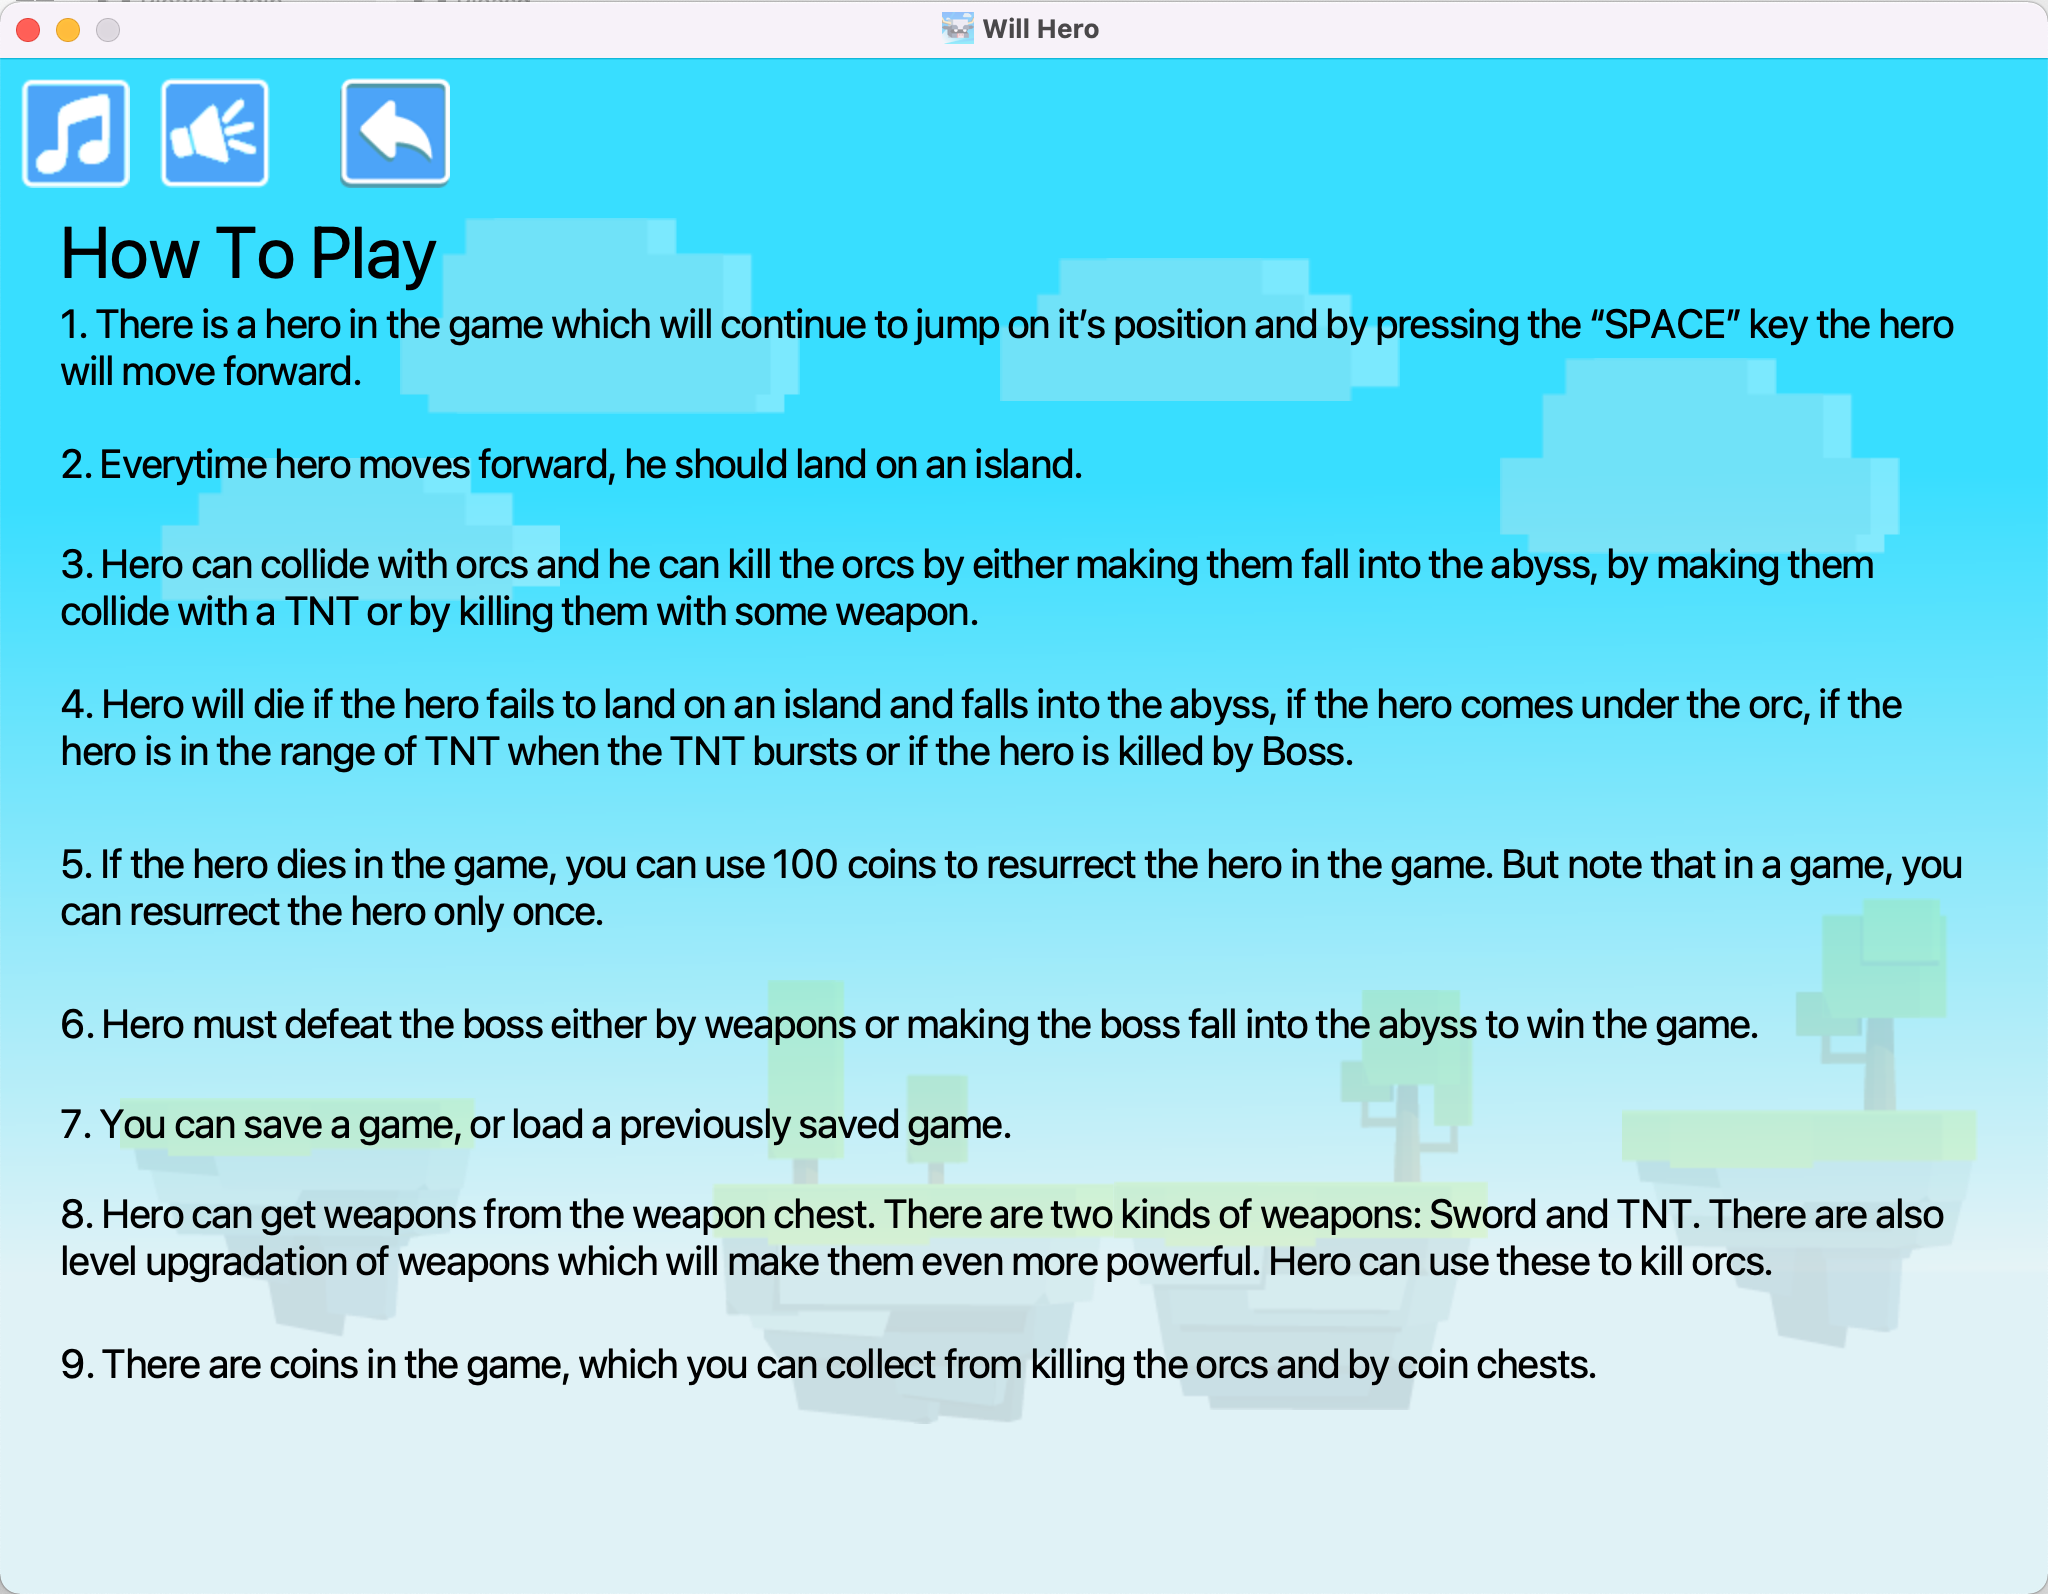 Will Hero
How To Play
1. There is a hero in the game which will continue to jump on it’s position and by pressing the “SPACE” key the hero
will move forward.
2. Everytime hero moves forward, he should land on an island.
3. Hero can collide with orcs and he can kill the orcs by either making them fall into the abyss, by making them
collide with a TNT or by killing them with some weapon.
4. Hero will die if the hero fails to land on an island and falls into the abyss, if the hero comes under the orc, if the
hero is in the range of TNT when the TNT bursts or if the hero is killed by Boss.
5. If the hero dies in the game, you can use 100 coins to resurrect the hero in the game. But note that in a game, you
can resurrect the hero only once.
6. Hero must defeat the boss either by weapons or making the boss fall into the abyss to win the game.
7. You can save a game, or load a previously saved game.
8. Hero can get weapons from the weapon chest. There are two kinds of weapons: Sword and TNT. There are also
level upgradation of weapons which will make them even more powerful. Hero can use these to kill orcs.
9. There are coins in the game, which you can collect from killing the orcs and by coin chests.